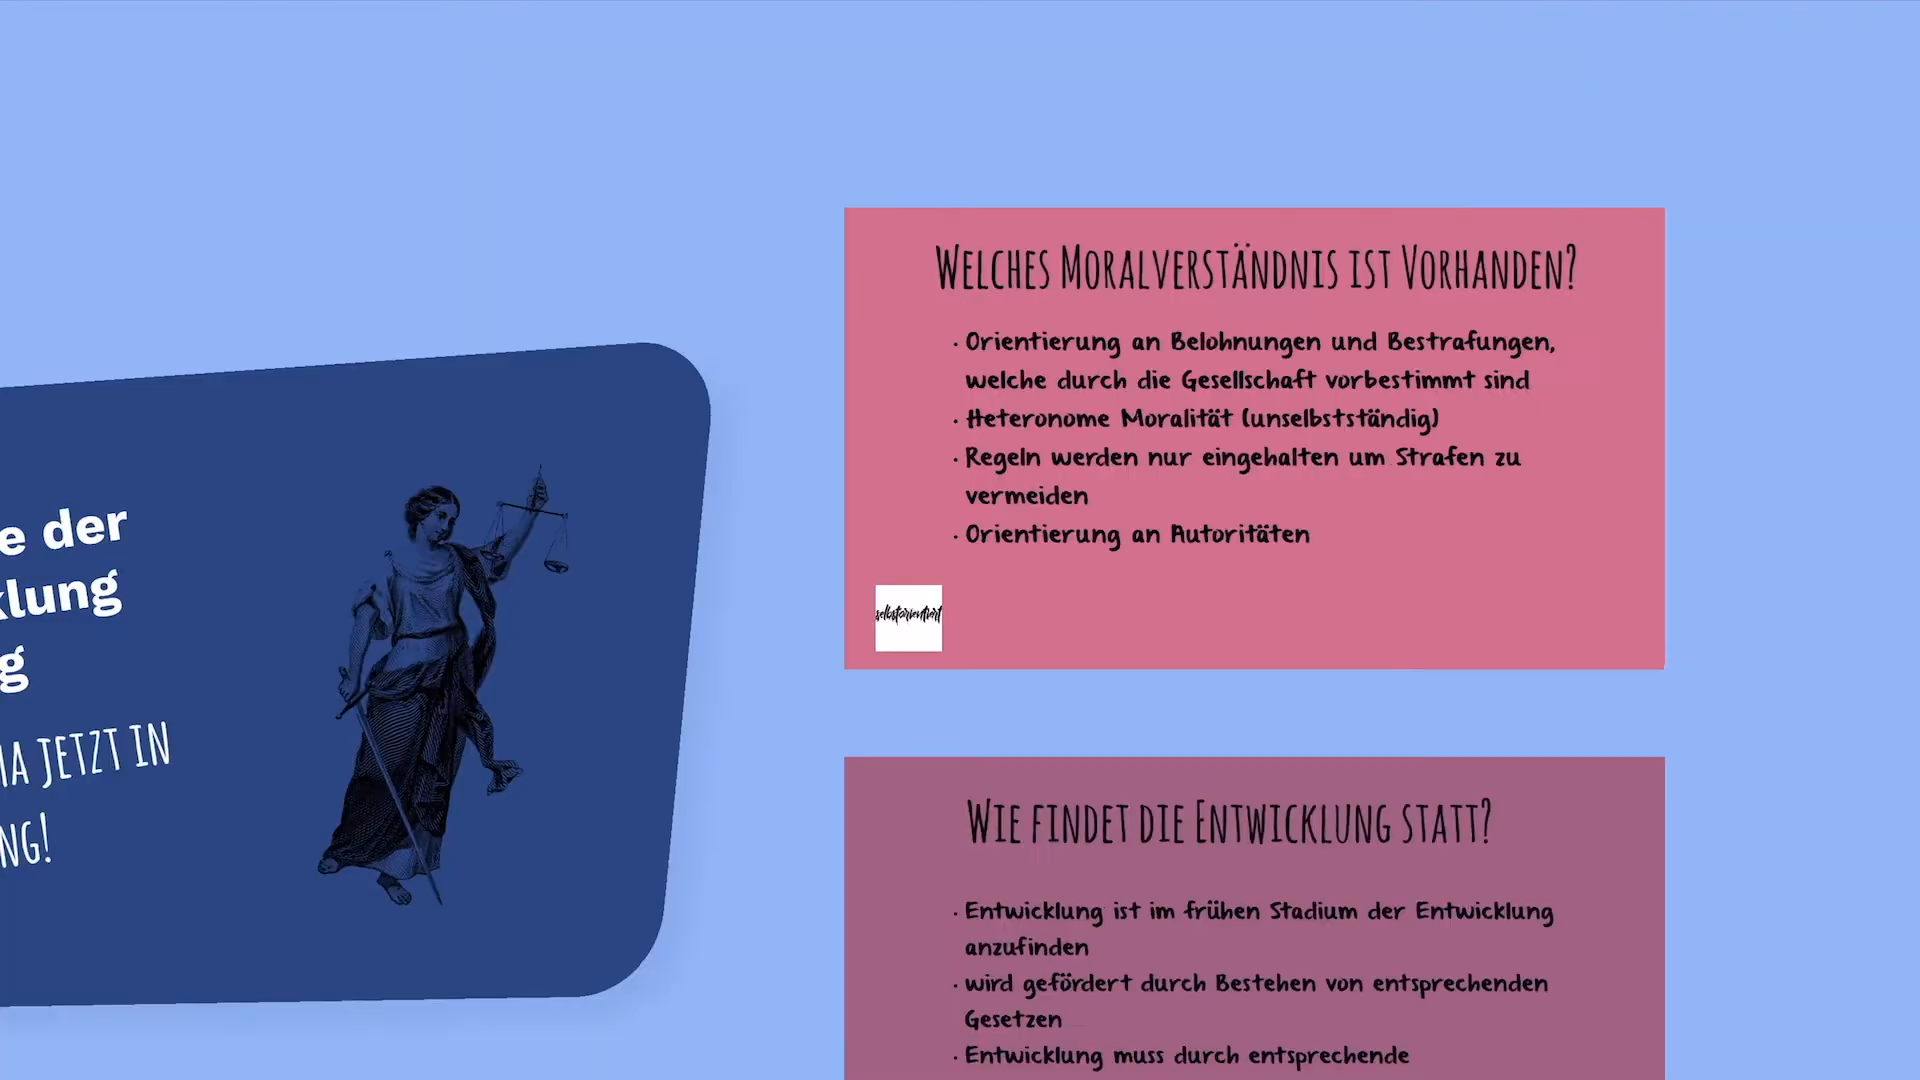 e der
klung
g
HA JETZT IN
NG!
WELCHES MORALVERSTÄNDNIS IST VORHANDEN?
· Orientierung an Belohnungen und Bestrafungen,
welche durch die Gesellschaft vorbestimmt sind
· Heteronome Moralität (unselbstständig)
· Regeln werden nur eingehalten um Strafen zu
vermeiden
· Orientierung an Autoritäten
selbstorientiert
WIE FINDET DIE ENTWICKLUNG STATT?
· Entwicklung ist im frühen Stadium der Entwicklung
anzufinden
· wird gefördert durch Bestehen von entsprechenden
Gesetzen
· Entwicklung muss durch entsprechende